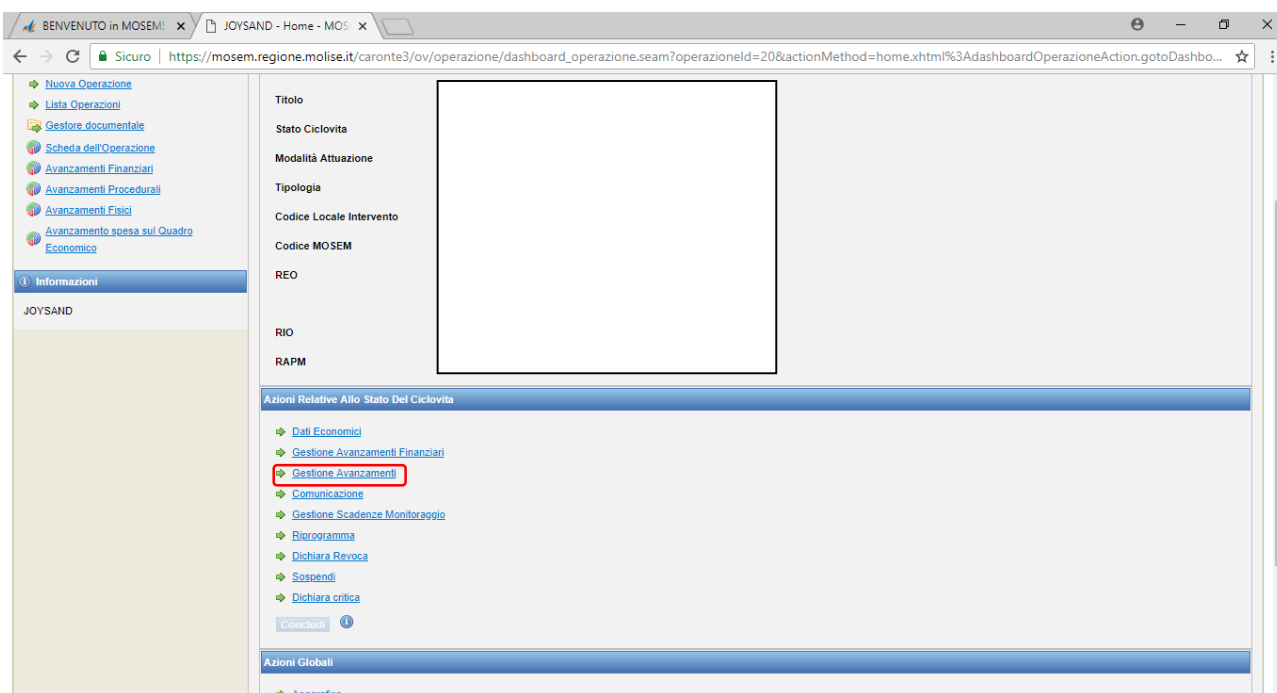 BENVENUTO in MOSEM!
JOYSAND - Home - MOS
Sicuro | https://mosem.regione.molise.it/caronte3/ov/operazione/dashboard_operazione.seam?operazioneId=20&actionMethod=home.xhtml%3AdashboardOperazioneAction.gotoDashbo...
Nuova Operazione
Lista Operazioni
Gestore documentale
Scheda dell'Operazione
Avanzamenti Finanziari
Avanzamenti Procedurali
Avanzamenti Fisici
Avanzamento spesa sul Quadro
Economico
Informazioni
JOYSAND
Titolo
Stato Ciclovita
Modalità Attuazione
Tipologia
Codice Locale Intervento
Codice MOSEM
REO
RIO
RAPM
Azioni Relative Allo Stato Del Ciclovita
Dati Economici
Gestione Avanzamenti Finanziari
Gestione Avanzamenti
Comunicazione
Gestione Scadenze Monitoraggio
Riprogramma
Dichiara Revoca
Sospendi
Dichiara critica
Concludi
Azioni Globali